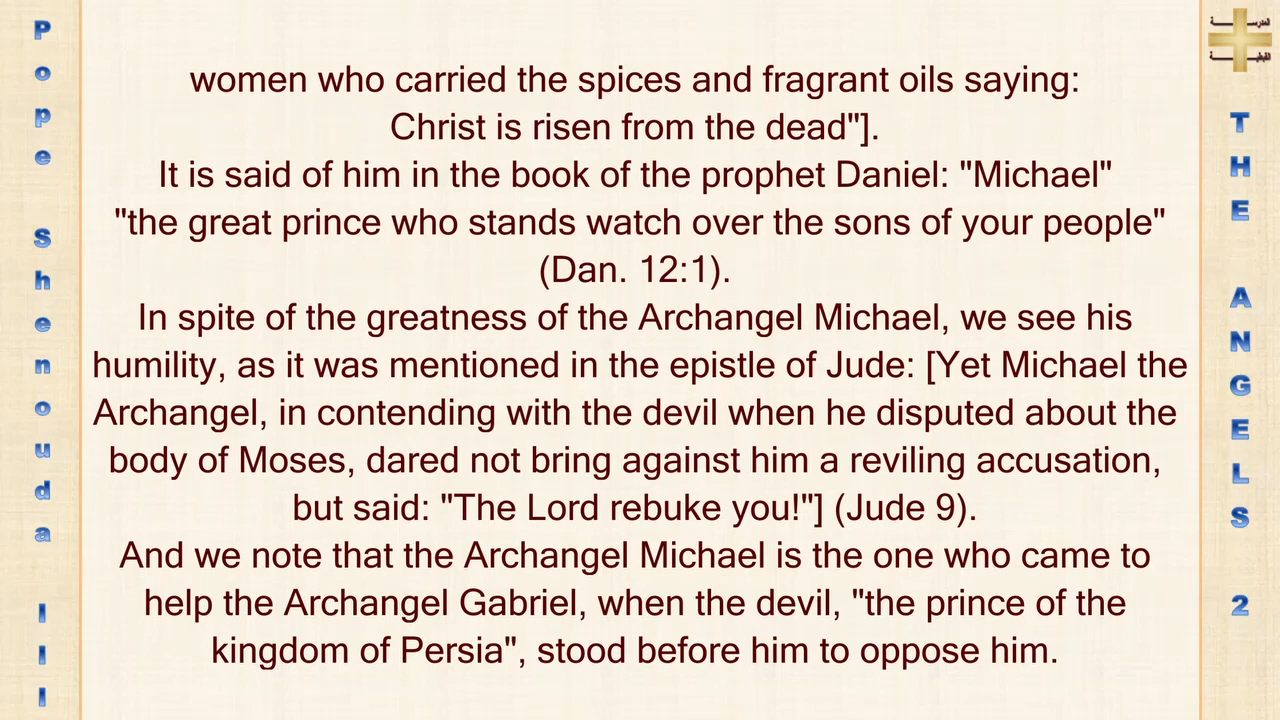 Pope Shenouda III
women who carried the spices and fragrant oils saying:
Christ is risen from the dead"].
It is said of him in the book of the prophet Daniel: "Michael"
"the great prince who stands watch over the sons of your people"
(Dan. 12:1).
In spite of the greatness of the Archangel Michael, we see his
humility, as it was mentioned in the epistle of Jude: [Yet Michael the
Archangel, in contending with the devil when he disputed about the
body of Moses, dared not bring against him a reviling accusation,
but said: "The Lord rebuke you!"] (Jude 9).
And we note that the Archangel Michael is the one who came to
help the Archangel Gabriel, when the devil, "the prince of the
kingdom of Persia", stood before him to oppose him.
المدرسة
القبطية
THE ANGELS 2